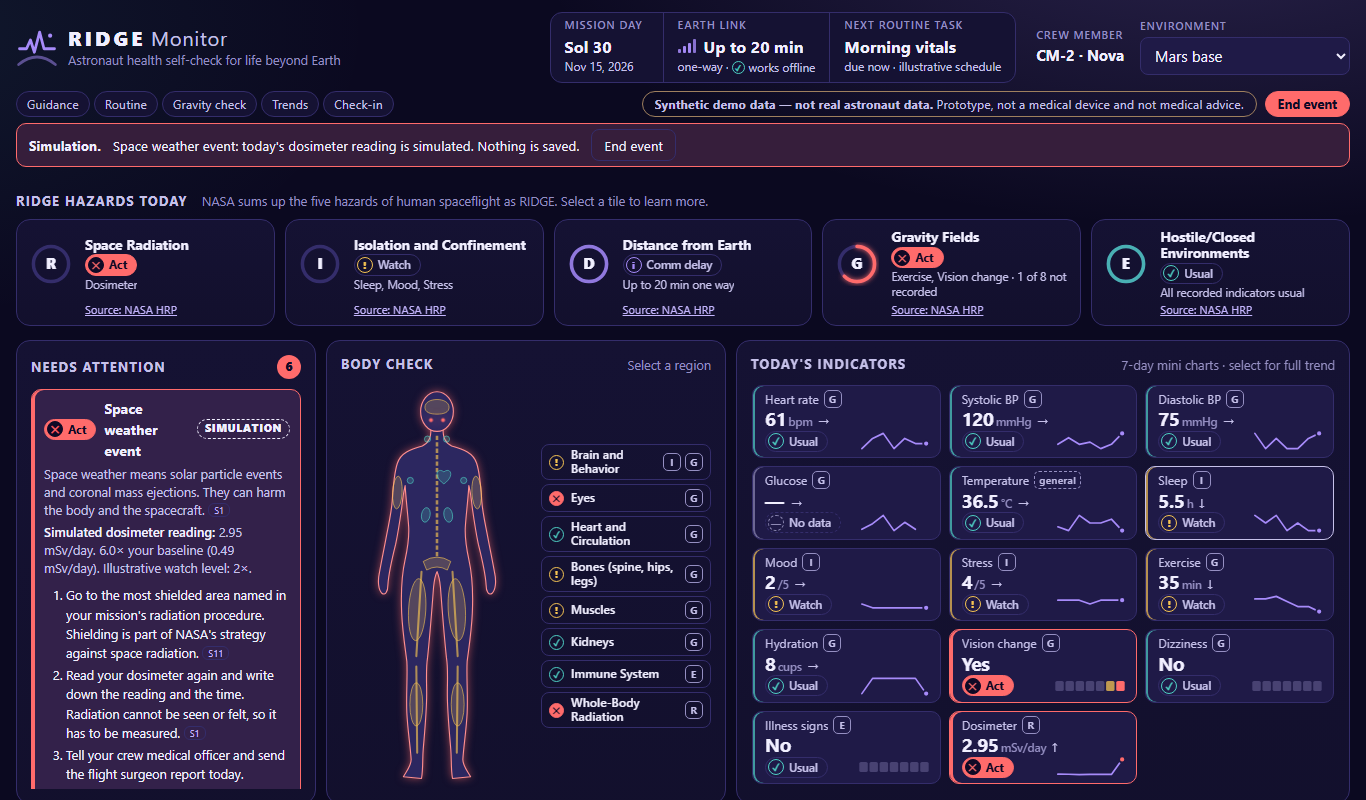 RIDGE Monitor
Astronaut health self-check for life beyond Earth
MISSION DAY
Sol 30
Nov 15, 2026
EARTH LINK
Up to 20 min
one-way · works offline
NEXT ROUTINE TASK
Morning vitals
due now · illustrative schedule
CREW MEMBER
CM-2 · Nova
ENVIRONMENT
Mars base
Guidance
Routine
Gravity check
Trends
Check-in
Synthetic demo data — not real astronaut data. Prototype, not a medical device and not medical advice.
End event
Simulation. Space weather event: today's dosimeter reading is simulated. Nothing is saved.
End event
RIDGE HAZARDS TODAY
NASA sums up the five hazards of human spaceflight as RIDGE. Select a tile to learn more.
R
Space Radiation
Act
Dosimeter
Source: NASA HRP
I
Isolation and Confinement
Watch
Sleep, Mood, Stress
Source: NASA HRP
D
Distance from Earth
Comm delay
Up to 20 min one way
Source: NASA HRP
G
Gravity Fields
Act
Exercise, Vision change · 1 of 8 not
recorded
Source: NASA HRP
E
Hostile/Closed
Environments
Usual
All recorded indicators usual
Source: NASA HRP
NEEDS ATTENTION
6
Act
Space
weather
event
SIMULATION
Space weather means solar particle events
and coronal mass ejections. They can harm
the body and the spacecraft. S1
Simulated dosimeter reading: 2.95
mSv/day. 6.0× your baseline (0.49
mSv/day). Illustrative watch level: 2×.
1. Go to the most shielded area named in
your mission's radiation procedure.
Shielding is part of NASA's strategy
against space radiation. S11
2. Read your dosimeter again and write
down the reading and the time.
Radiation cannot be seen or felt, so it
has to be measured. S1
3. Tell your crew medical officer and send
the flight surgeon report today.
BODY CHECK
Select a region
Brain and
Behavior
I G
Eyes
G
Heart and
Circulation
G
Bones (spine, hips,
legs)
G
Muscles
G
Kidneys
G
Immune System
E
Whole-Body
Radiation
R
TODAY'S INDICATORS
7-day mini charts · select for full trend
Heart rate G
61 bpm →
Usual
Systolic BP G
120 mmHg →
Usual
Diastolic BP G
75 mmHg →
Usual
Glucose G
— →
No data
Temperature general
36.5 °C →
Usual
Sleep I
5.5 h ↓
Watch
Mood I
2 /5 →
Watch
Stress I
4 /5 →
Watch
Exercise G
35 min ↓
Watch
Hydration G
8 cups →
Usual
Vision change G
Yes
Act
Dizziness G
No
Usual
Illness signs E
No
Usual
Dosimeter R
2.95 mSv/day ↑
Act